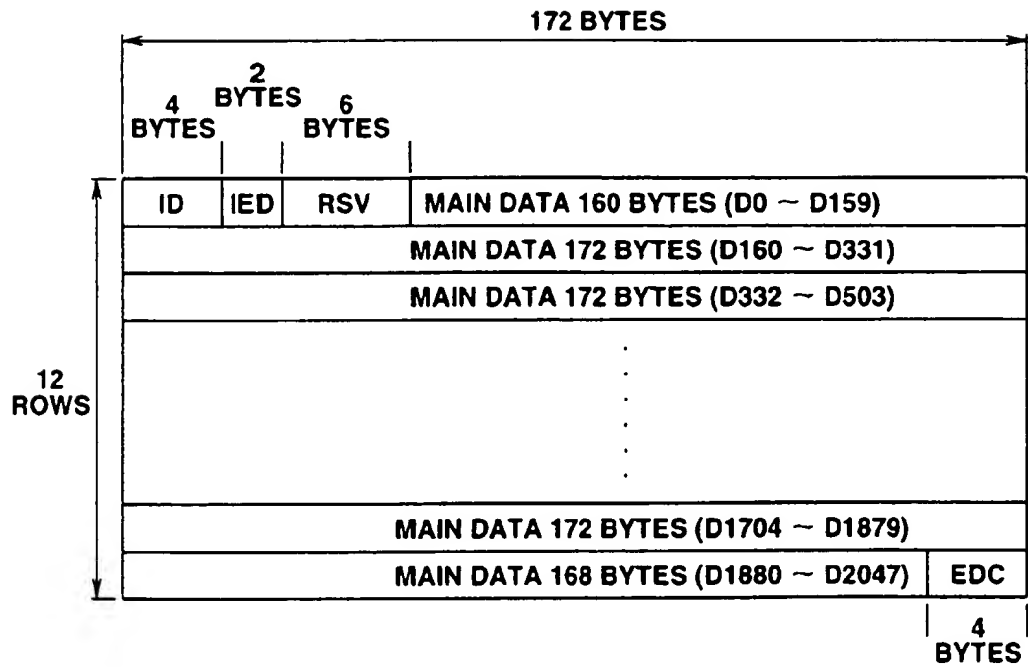 172 BYTES
2
BYTES
4
BYTES
6
BYTES
ID
IED
RSV
MAIN DATA 160 BYTES (D0 ∼ D159)
MAIN DATA 172 BYTES (D160 ∼ D331)
MAIN DATA 172 BYTES (D332 ∼ D503)
12
ROWS
MAIN DATA 172 BYTES (D1704 ∼ D1879)
MAIN DATA 168 BYTES (D1880 ∼ D2047)
EDC
4
BYTES